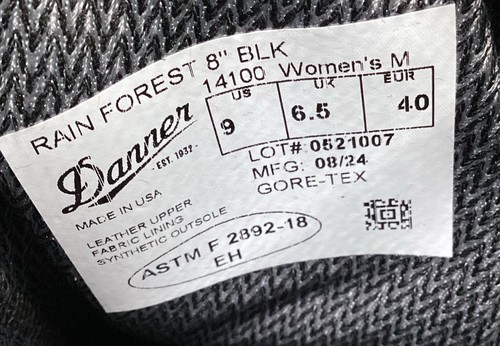 RAIN FOREST 8" BLK
14100 Women's M
US UK EUR
9 6.5 40
Danner
- EST. 1932 -
LOT# 0521007
MFG: 08/24
GORE-TEX
MADE IN USA
LEATHER UPPER
FABRIC LINING
SYNTHETIC OUTSOLE
ASTM F 2892-18
EH